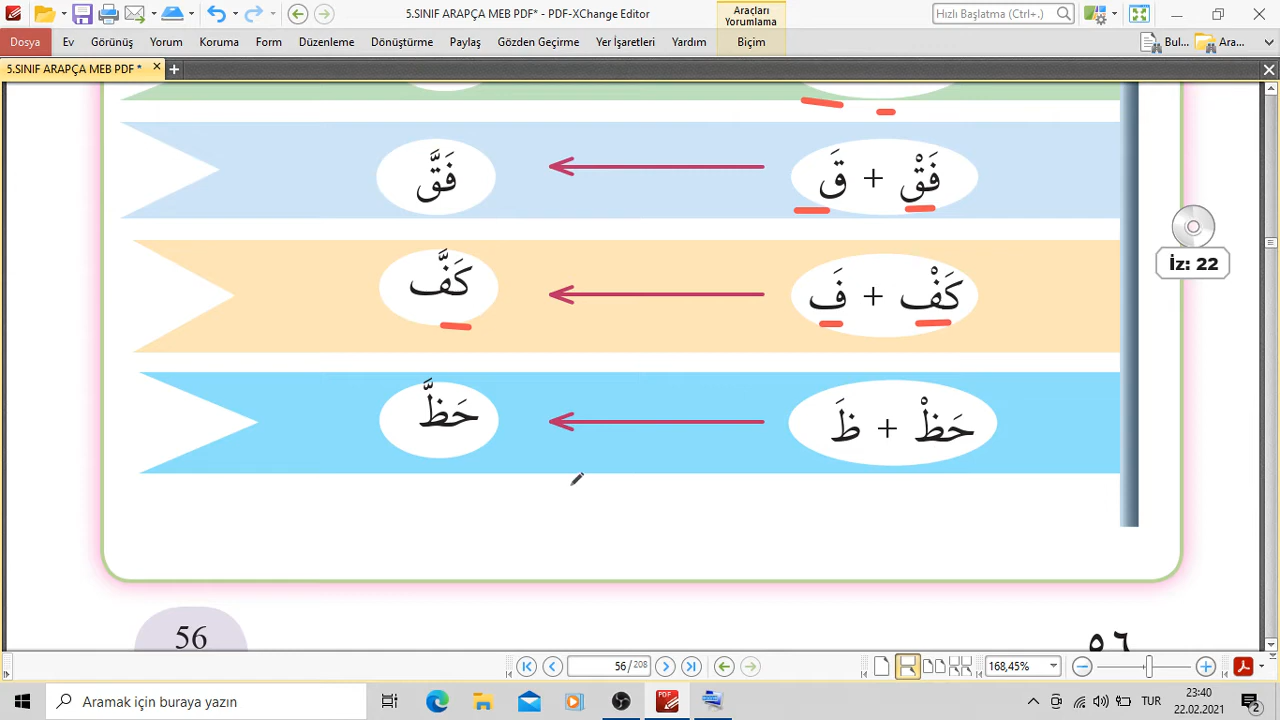 5.SINIF ARAPÇA MEB PDF * - PDF-XChange Editor
Araçları Yorumlama
Hızlı Başlatma (Ctrl+.)
Dosya Ev Görünüş Yorum Koruma Form Düzenleme Dönüştürme Paylaş Gözden Geçirme Yer İşaretleri Yardım Biçim Bul... Ara...
5.SINIF ARAPÇA MEB PDF *
فَقْ + قَ فَقَّ
كَفْ + فَ كَفَّ
حَظْ + ظَ حَظَّ
İz: 22
56 ٥٦
56 / 208 168,45%
Aramak için buraya yazın
TUR
23:40
22.02.2021
2